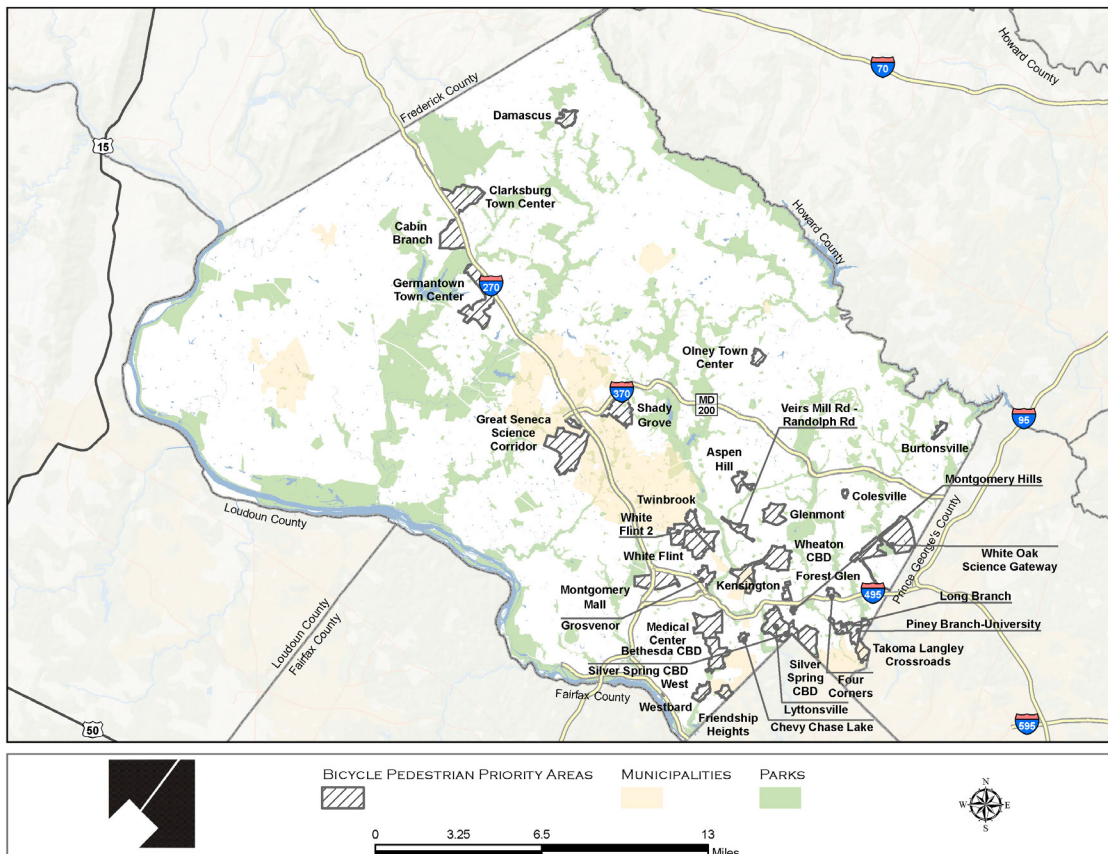 Howard County
70
Frederick County
15
Damascus
Clarksburg
Town Center
Howard County
Cabin
Branch
Germantown
Town Center
270
Olney Town
Center
370
MD
200
Shady
Grove
Veirs Mill Rd -
Randolph Rd
95
Great Seneca
Science
Corridor
Burtonsville
Aspen
Hill
Montgomery Hills
Colesville
Twinbrook
Glenmont
White
Flint 2
Loudoun County
Wheaton
CBD
White Flint
White Oak
Science Gateway
Prince George's County
Montgomery
Mall
Kensington
Forest Glen
495
Long Branch
Grosvenor
Medical
Center
Piney Branch-University
Bethesda CBD
Takoma Langley
Crossroads
Loudoun County
Fairfax County
Silver Spring CBD
West
Silver
Spring
CBD
Four
Corners
Fairfax County
Westbard
Lyttonsville
Friendship
Heights
Chevy Chase Lake
50
595
Bicycle Pedestrian Priority Areas
Municipalities
Parks
N
W E
S
0 3.25 6.5 13
Miles